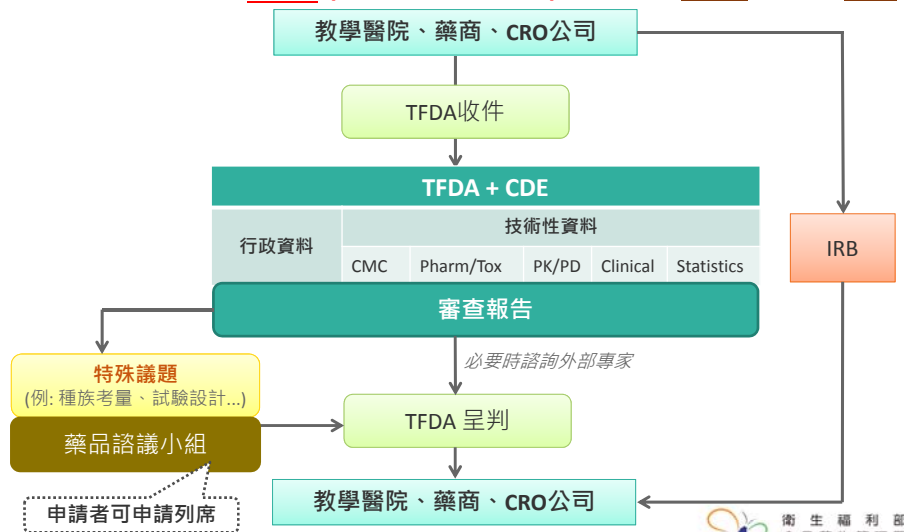 教學醫院、藥商、CRO公司
TFDA收件
TFDA + CDE
行政資料
技術性資料
CMC Pharm/Tox PK/PD Clinical Statistics
IRB
審查報告
必要時諮詢外部專家
特殊議題
(例: 種族考量、試驗設計...)
藥品諮議小組
TFDA 呈判
申請者可申請列席
教學醫院、藥商、CRO公司
衛生福利部